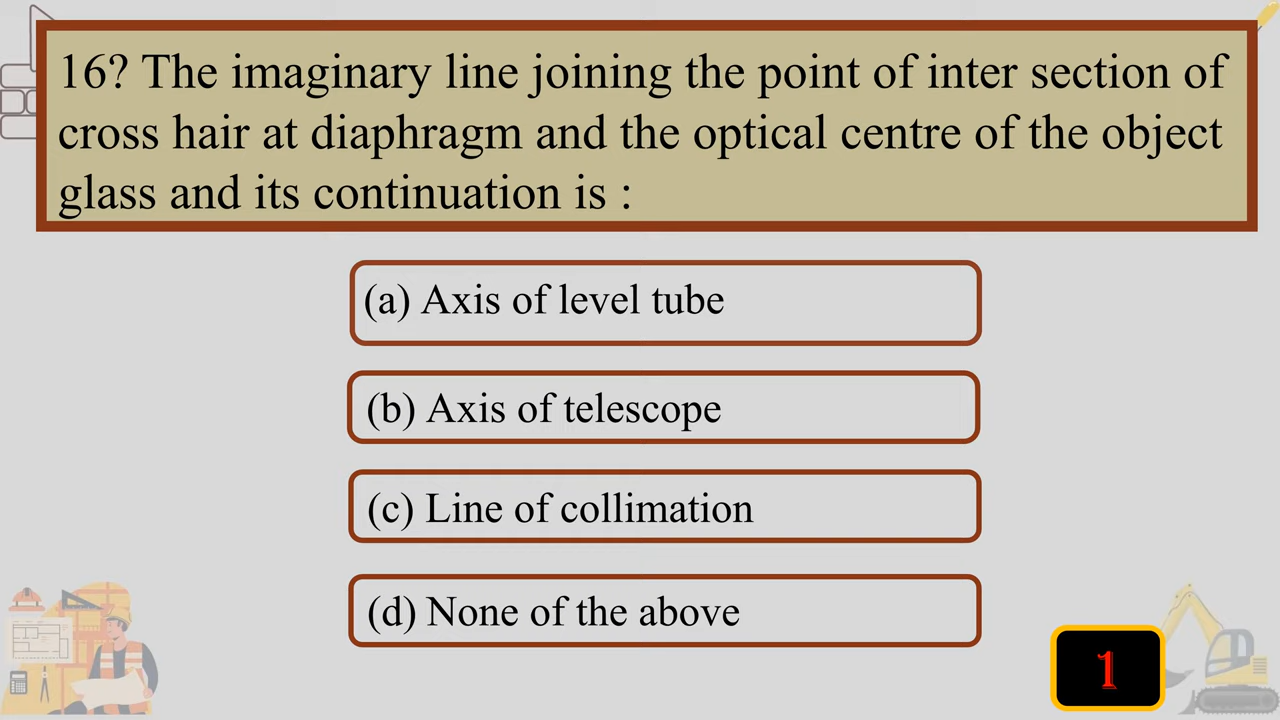 16? The imaginary line joining the point of inter section of
cross hair at diaphragm and the optical centre of the object
glass and its continuation is :
(a) Axis of level tube
(b) Axis of telescope
(c) Line of collimation
(d) None of the above
1